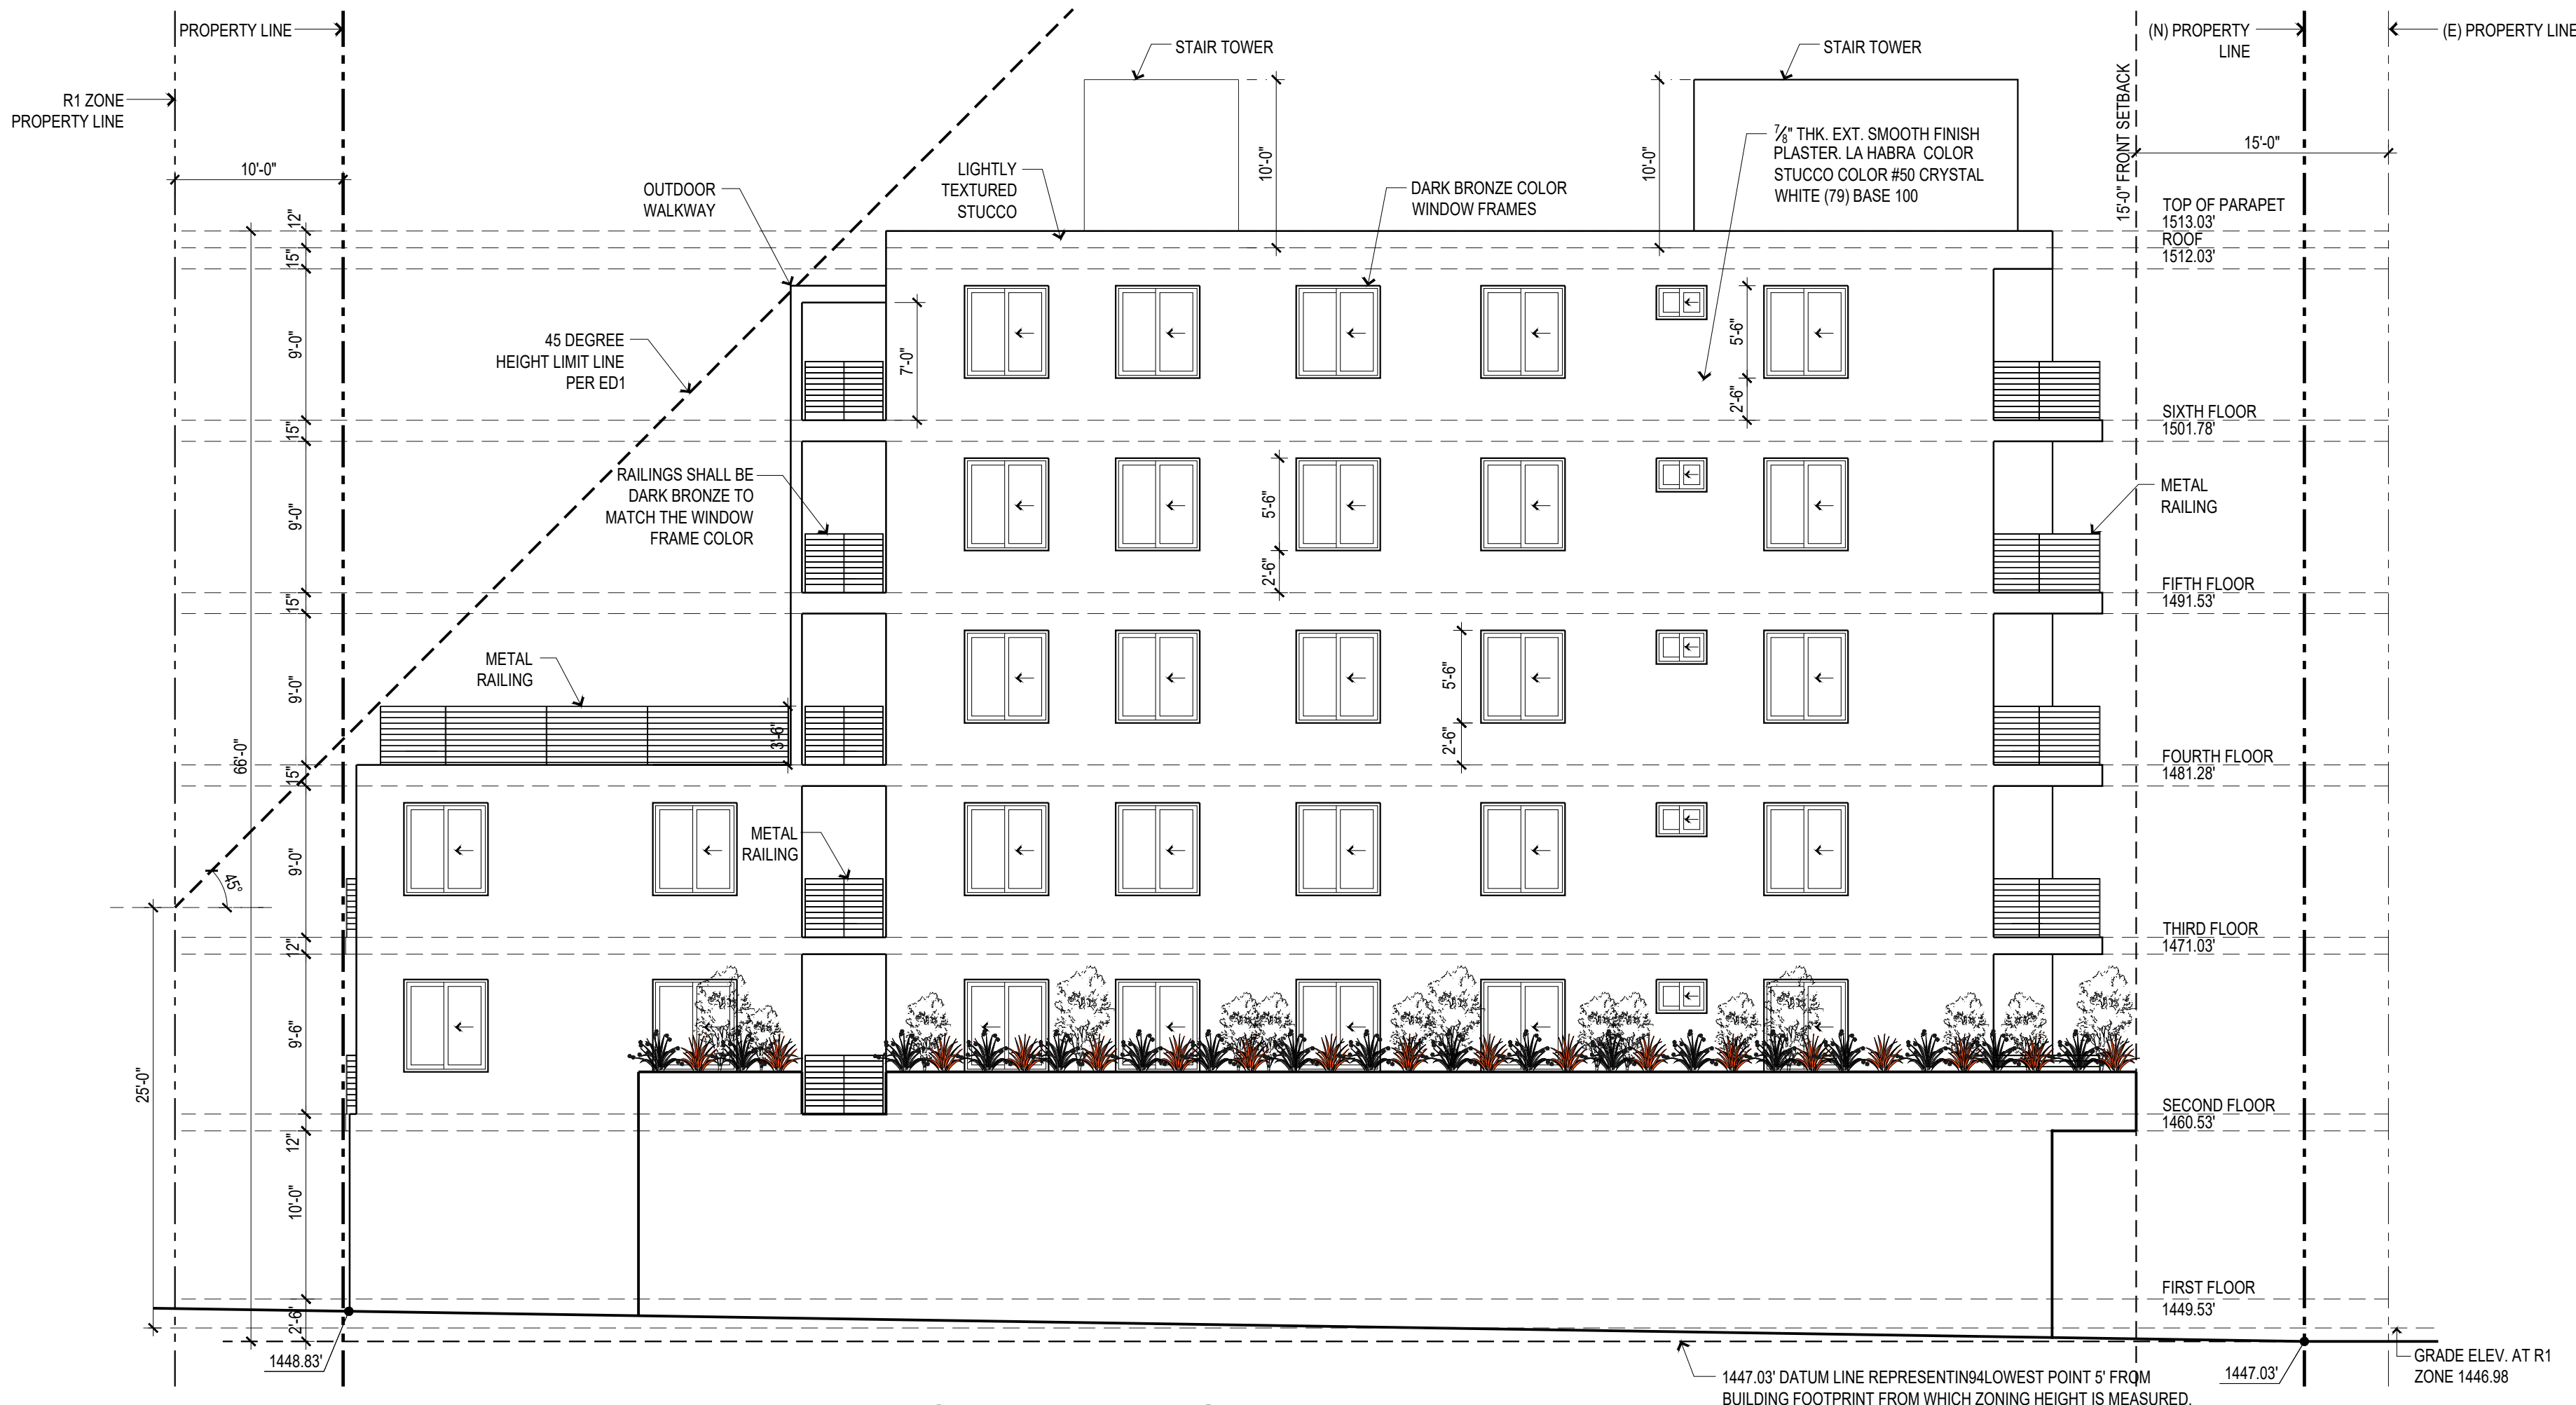 PROPERTY LINE
R1 ZONE
PROPERTY LINE
10'-0"
STAIR TOWER
STAIR TOWER
(N) PROPERTY
LINE
(E) PROPERTY LINE
15'-0" FRONT SETBACK
15'-0"
OUTDOOR
WALKWAY
LIGHTLY
TEXTURED
STUCCO
10'-0"
DARK BRONZE COLOR
WINDOW FRAMES
10'-0"
⅞" THK. EXT. SMOOTH FINISH
PLASTER. LA HABRA COLOR
STUCCO COLOR #50 CRYSTAL
WHITE (79) BASE 100
TOP OF PARAPET
1513.03'
ROOF
1512.03'
12"
15"
9'-0"
45 DEGREE
HEIGHT LIMIT LINE
PER ED1
7'-0"
5'-6"
2'-6"
SIXTH FLOOR
1501.78'
15"
9'-0"
RAILINGS SHALL BE
DARK BRONZE TO
MATCH THE WINDOW
FRAME COLOR
5'-6"
2'-6"
METAL
RAILING
FIFTH FLOOR
1491.53'
15"
9'-0"
METAL
RAILING
3'-6"
5'-6"
2'-6"
FOURTH FLOOR
1481.28'
66'-0"
15"
9'-0"
METAL
RAILING
45°
THIRD FLOOR
1471.03'
12"
9'-6"
25'-0"
SECOND FLOOR
1460.53'
12"
10'-0"
FIRST FLOOR
1449.53'
2'-6"
1448.83'
1447.03' DATUM LINE REPRESENTIN94LOWEST POINT 5' FROM
BUILDING FOOTPRINT FROM WHICH ZONING HEIGHT IS MEASURED.
1447.03'
GRADE ELEV. AT R1
ZONE 1446.98